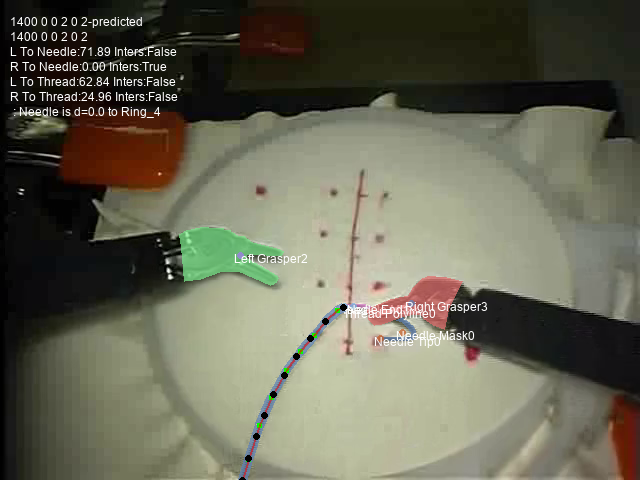 1400 0 0 2 0 2-predicted
1400 0 0 2 0 2
L To Needle:71.89 Inters:False
R To Needle:0.00 Inters:True
L To Thread:62.84 Inters:False
R To Thread:24.96 Inters:False
: Needle is d=0.0 to Ring_4
Left Grasper2
Right Grasper3
Thread Polyline0
Needle Mask0
Needle Tip0